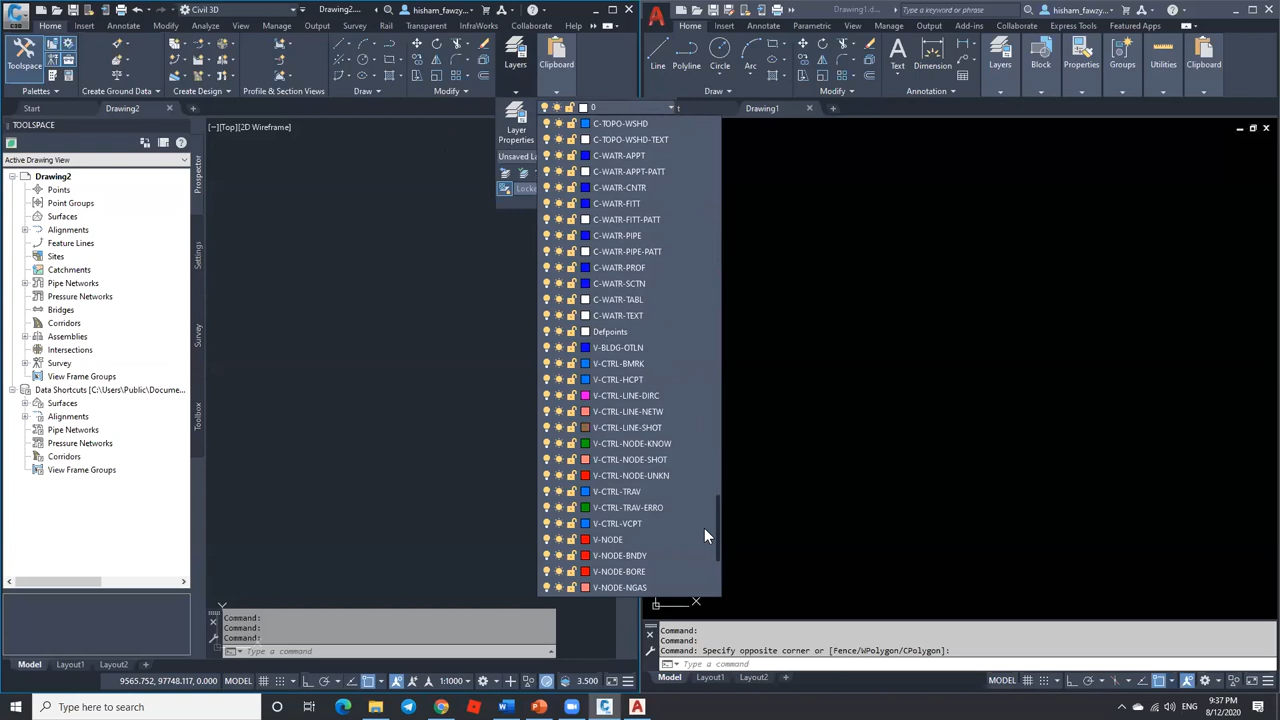 Civil 3D
Drawing2...
hisham_fawzy...
Drawing1.d...
Type a keyword or phrase
hisham_fawzy...
Home
Insert
Annotate
Modify
Analyze
View
Manage
Output
Survey
Transparent
InfraWorks
Collaborate
Help
Home
Insert
Annotate
Parametric
View
Manage
Output
Add-ins
Collaborate
Express Tools
Featured Apps
Toolspace
Layers
Clipboard
Line
Polyline
Circle
Arc
Text
Dimension
Layers
Block
Properties
Groups
Utilities
Clipboard
Palettes
Create Ground Data
Create Design
Profile & Section Views
Draw
Modify
Draw
Modify
Annotation
Start
Drawing2
0
t
Drawing1
TOOLSPACE
[−][Top][2D Wireframe]
Layer
Properties
Unsaved La
Locke
Active Drawing View
Prospector
Settings
Survey
Toolbox
Drawing2
Points
Point Groups
Surfaces
Alignments
Feature Lines
Sites
Catchments
Pipe Networks
Pressure Networks
Bridges
Corridors
Assemblies
Intersections
Survey
View Frame Groups
Data Shortcuts [C:\Users\Public\Docume...
Surfaces
Alignments
Pipe Networks
Pressure Networks
Corridors
View Frame Groups
C-TOPO-WSHD
C-TOPO-WSHD-TEXT
C-WATR-APPT
C-WATR-APPT-PATT
C-WATR-CNTR
C-WATR-FITT
C-WATR-FITT-PATT
C-WATR-PIPE
C-WATR-PIPE-PATT
C-WATR-PROF
C-WATR-SCTN
C-WATR-TABL
C-WATR-TEXT
Defpoints
V-BLDG-OTLN
V-CTRL-BMRK
V-CTRL-HCPT
V-CTRL-LINE-DIRC
V-CTRL-LINE-NETW
V-CTRL-LINE-SHOT
V-CTRL-NODE-KNOW
V-CTRL-NODE-SHOT
V-CTRL-NODE-UNKN
V-CTRL-TRAV
V-CTRL-TRAV-ERRO
V-CTRL-VCPT
V-NODE
V-NODE-BNDY
V-NODE-BORE
V-NODE-NGAS
Y
X
Command:
Command:
Command:
Type a command
Command:
Command:
Command: Specify opposite corner or [Fence/WPolygon/CPolygon]:
Type a command
Model
Layout1
Layout2
Model
Layout1
Layout2
9565.752, 97748.117, 0.000
MODEL
1:1000
3.500
MODEL
Type here to search
ENG
9:37 PM
8/12/2020